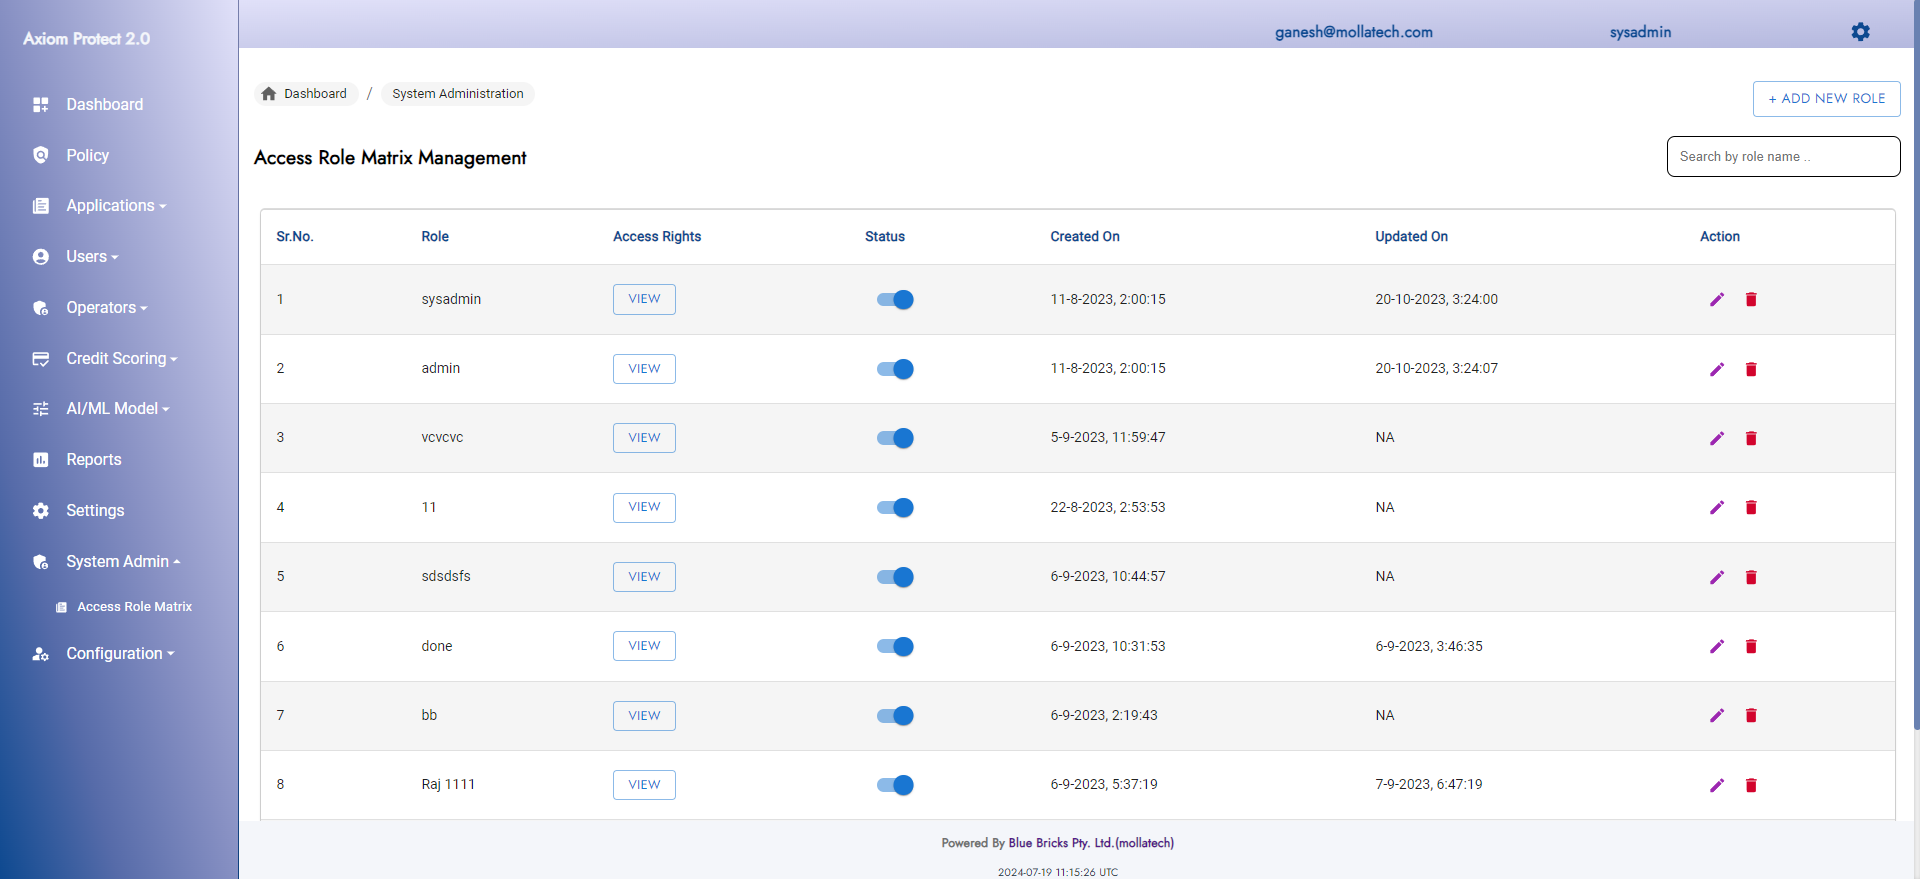 Axiom Protect 2.0
ganesh@mollatech.com
sysadmin
Dashboard
Policy
Applications
Users
Operators
Credit Scoring
AI/ML Model
Reports
Settings
System Admin
Access Role Matrix
Configuration
Dashboard / System Administration
+ ADD NEW ROLE
Access Role Matrix Management
Search by role name ..
Sr.No. Role Access Rights Status Created On Updated On Action
1 sysadmin VIEW 11-8-2023, 2:00:15 20-10-2023, 3:24:00
2 admin VIEW 11-8-2023, 2:00:15 20-10-2023, 3:24:07
3 vcvcvc VIEW 5-9-2023, 11:59:47 NA
4 11 VIEW 22-8-2023, 2:53:53 NA
5 sdsdsfs VIEW 6-9-2023, 10:44:57 NA
6 done VIEW 6-9-2023, 10:31:53 6-9-2023, 3:46:35
7 bb VIEW 6-9-2023, 2:19:43 NA
8 Raj 1111 VIEW 6-9-2023, 5:37:19 7-9-2023, 6:47:19
Powered By Blue Bricks Pty. Ltd.(mollatech)
2024-07-19 11:15:26 UTC